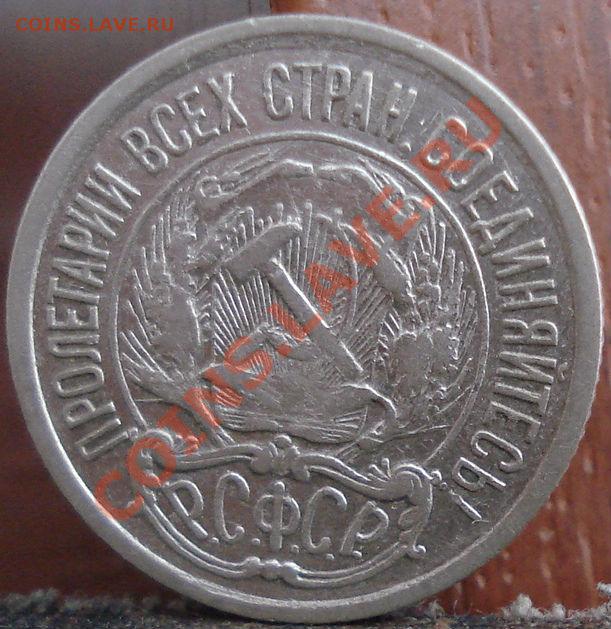 COINS.LAVE.RU
ПРОЛЕТАРИИ ВСЕХ СТРАН, СОЕДИНЯЙТЕСЬ!
COINS.LAVE.RU
Р.С.Ф.С.Р.